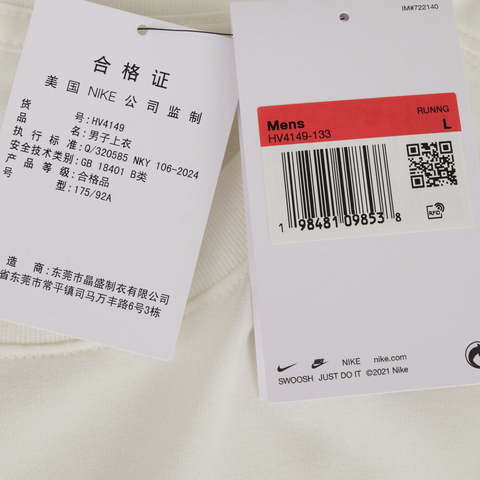 合格证
美国 NIKE 公司监制
货号:HV4149
品名:男子上衣
执行标准:Q/320585 NKY 106-2024
安全技术类别:GB 18401 B类
产品等级:合格品
号型:175/92A
造商:东莞市晶盛制衣有限公司
省东莞市常平镇司马万丰路6号3栋
IM#722140
RUNNG
Mens L
HV4149-133
1 98481 09853 8
RFID
NIKE nike.com
SWOOSH JUST DO IT ©2021 Nike